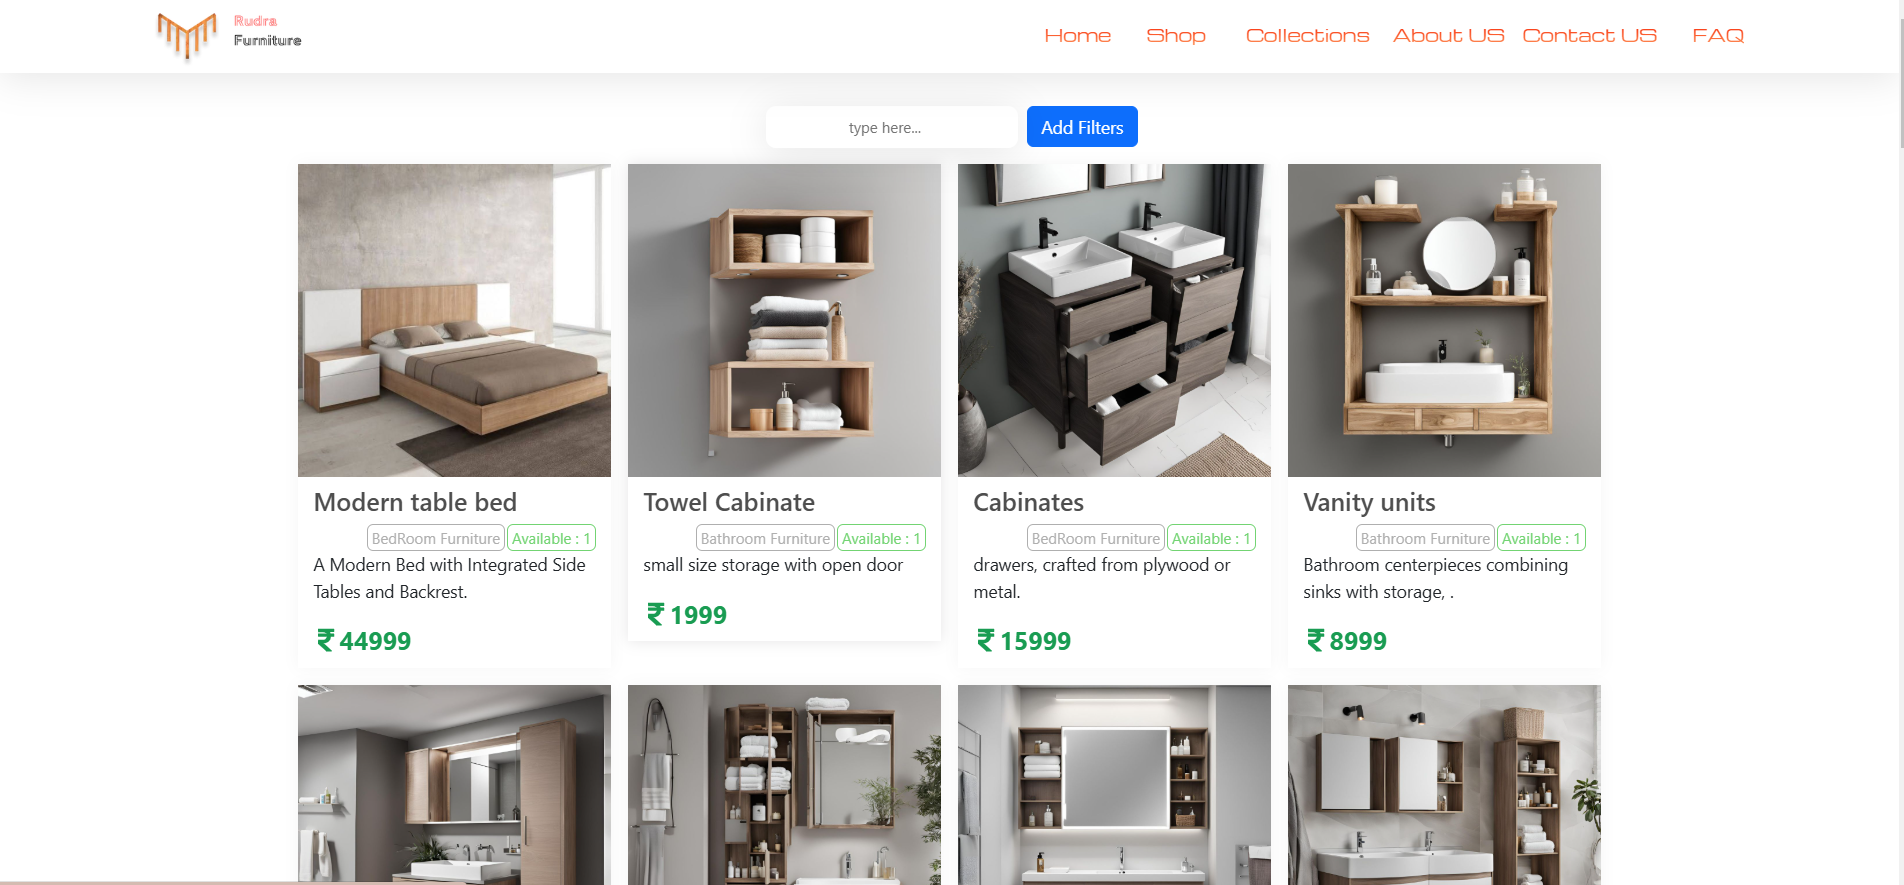 Rudra
Furniture
Home Shop Collections About US Contact US FAQ
type here...
Add Filters
Modern table bed
BedRoom Furniture Available : 1
A Modern Bed with Integrated Side
Tables and Backrest.
₹ 44999
Towel Cabinate
Bathroom Furniture Available : 1
small size storage with open door
₹ 1999
Cabinates
BedRoom Furniture Available : 1
drawers, crafted from plywood or
metal.
₹ 15999
Vanity units
Bathroom Furniture Available : 1
Bathroom centerpieces combining
sinks with storage, .
₹ 8999